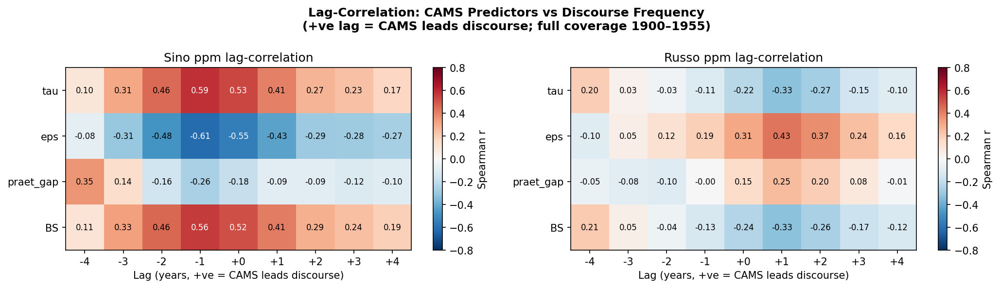 Lag-Correlation: CAMS Predictors vs Discourse Frequency
(+ve lag = CAMS leads discourse; full coverage 1900–1955)
Sino ppm lag-correlation
tau 0.10 0.31 0.46 0.59 0.53 0.41 0.27 0.23 0.17
eps -0.08 -0.31 -0.48 -0.61 -0.55 -0.43 -0.29 -0.28 -0.27
praet_gap 0.35 0.14 -0.16 -0.26 -0.18 -0.09 -0.09 -0.12 -0.10
BS 0.11 0.33 0.46 0.56 0.52 0.41 0.29 0.24 0.19
-4 -3 -2 -1 +0 +1 +2 +3 +4
Lag (years, +ve = CAMS leads discourse)
0.8
0.6
0.4
0.2
0.0
−0.2
−0.4
−0.6
−0.8
Spearman r
Russo ppm lag-correlation
tau 0.20 0.03 -0.03 -0.11 -0.22 -0.33 -0.27 -0.15 -0.10
eps -0.10 0.05 0.12 0.19 0.31 0.43 0.37 0.24 0.16
praet_gap -0.05 -0.08 -0.10 -0.00 0.15 0.25 0.20 0.08 -0.01
BS 0.21 0.05 -0.04 -0.13 -0.24 -0.33 -0.26 -0.17 -0.12
-4 -3 -2 -1 +0 +1 +2 +3 +4
Lag (years, +ve = CAMS leads discourse)
0.8
0.6
0.4
0.2
0.0
−0.2
−0.4
−0.6
−0.8
Spearman r